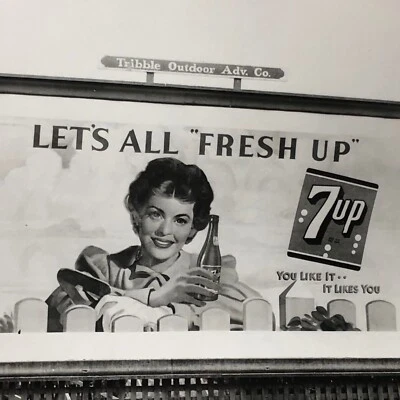 Tribble Outdoor Adv. Co.
LET'S ALL "FRESH UP"
7up
YOU LIKE IT..
IT LIKES YOU